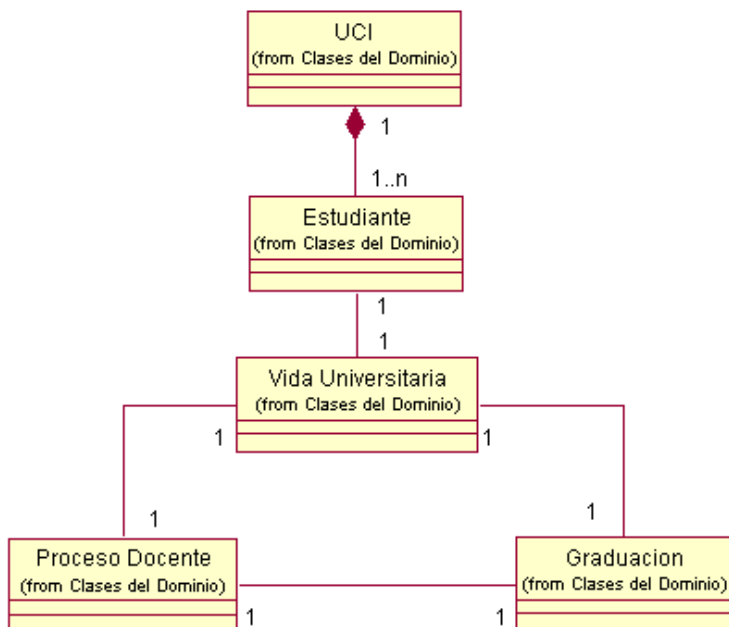 UCI
(from Clases del Dominio)
1
1..n
Estudiante
(from Clases del Dominio)
1
1
Vida Universitaria
(from Clases del Dominio)
1
1
1
1
Proceso Docente
(from Clases del Dominio)
Graduacion
(from Clases del Dominio)
1
1